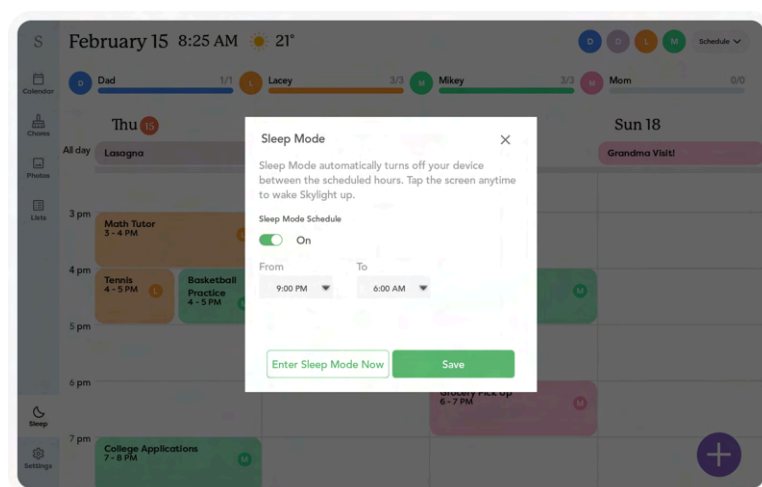 S
February 15 8:25 AM 21°
D
D
L
M
Schedule
Calendar
D
Dad
1/1
L
Lacey
3/3
M
Mikey
3/3
M
Mom
0/0
Chores
Photos
Lists
Thu 15
Sun 18
All day
Lasagna
Grandma Visit!
3 pm
Math Tutor
3 - 4 PM
L
4 pm
Tennis
4 - 5 PM
L
Basketball
Practice
4 - 5 PM
M
5 pm
6 pm
Grocery Pick Up
6 - 7 PM
M
7 pm
College Applications
7 - 8 PM
M
Sleep
Settings
Sleep Mode
Sleep Mode automatically turns off your device
between the scheduled hours. Tap the screen anytime
to wake Skylight up.
Sleep Mode Schedule
On
From
To
9:00 PM
6:00 AM
Enter Sleep Mode Now
Save